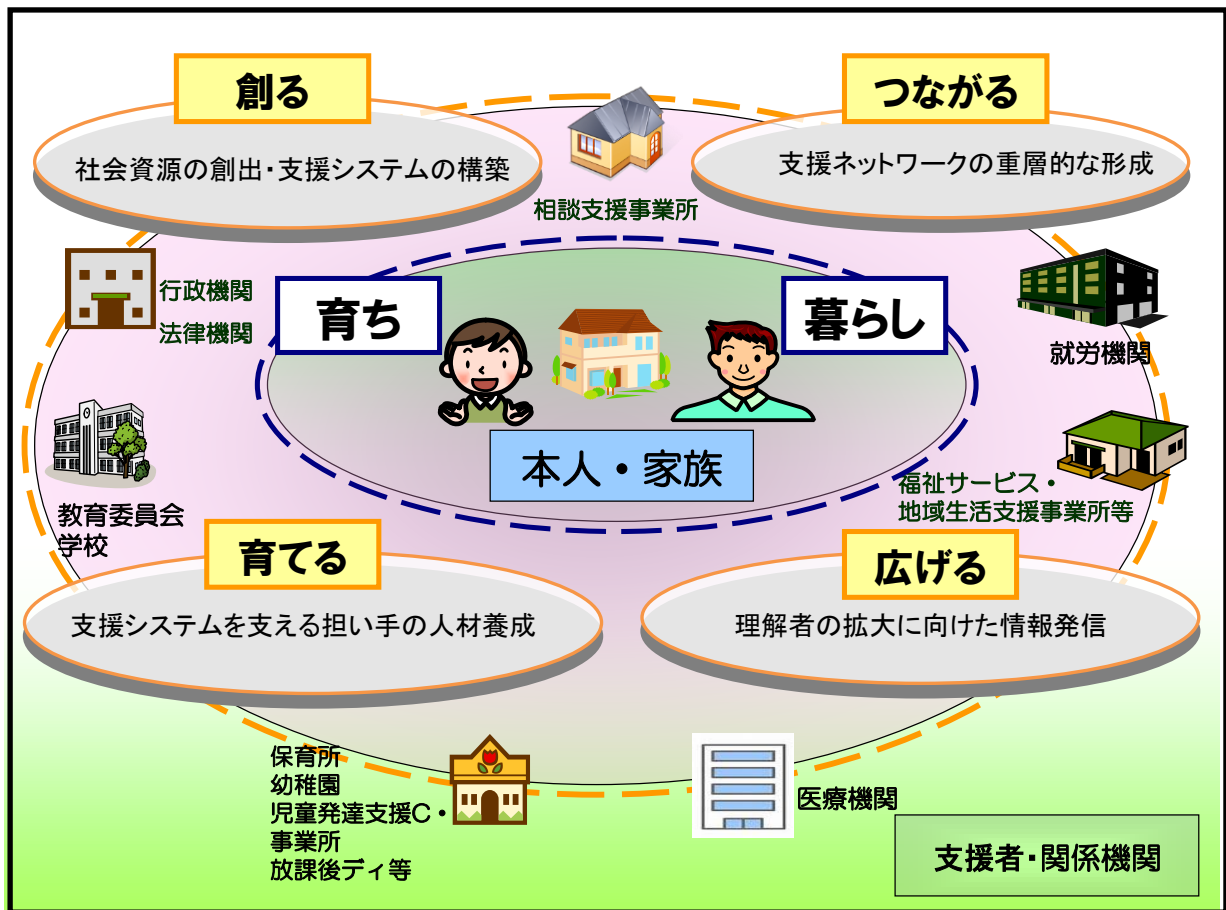 創る
社会資源の創出・支援システムの構築
つながる
支援ネットワークの重層的な形成
相談支援事業所
行政機関
法律機関
育ち
暮らし
就労機関
本人・家族
福祉サービス・
地域生活支援事業所等
教育委員会
学校
育てる
支援システムを支える担い手の人材養成
広げる
理解者の拡大に向けた情報発信
保育所
幼稚園
児童発達支援C・
事業所
放課後ディ等
医療機関
支援者・関係機関